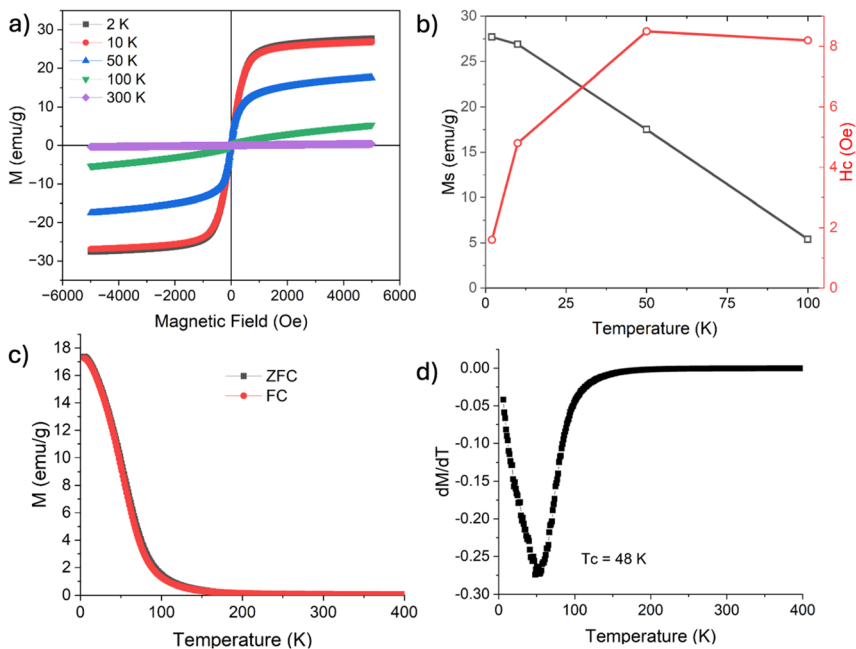 a)
2 K
10 K
50 K
100 K
300 K
30
20
10
0
−10
−20
−30
M (emu/g)
−6000 −4000 −2000 0 2000 4000 6000
Magnetic Field (Oe)
b)
30
25
20
15
10
5
0
Ms (emu/g)
8
6
4
2
0
Hc (Oe)
0 25 50 75 100
Temperature (K)
c)
ZFC
FC
18
16
14
12
10
8
6
4
2
0
M (emu/g)
0 100 200 300 400
Temperature (K)
d)
0.00
-0.05
-0.10
-0.15
-0.20
-0.25
-0.30
dM/dT
Tc = 48 K
0 100 200 300 400
Temperature (K)